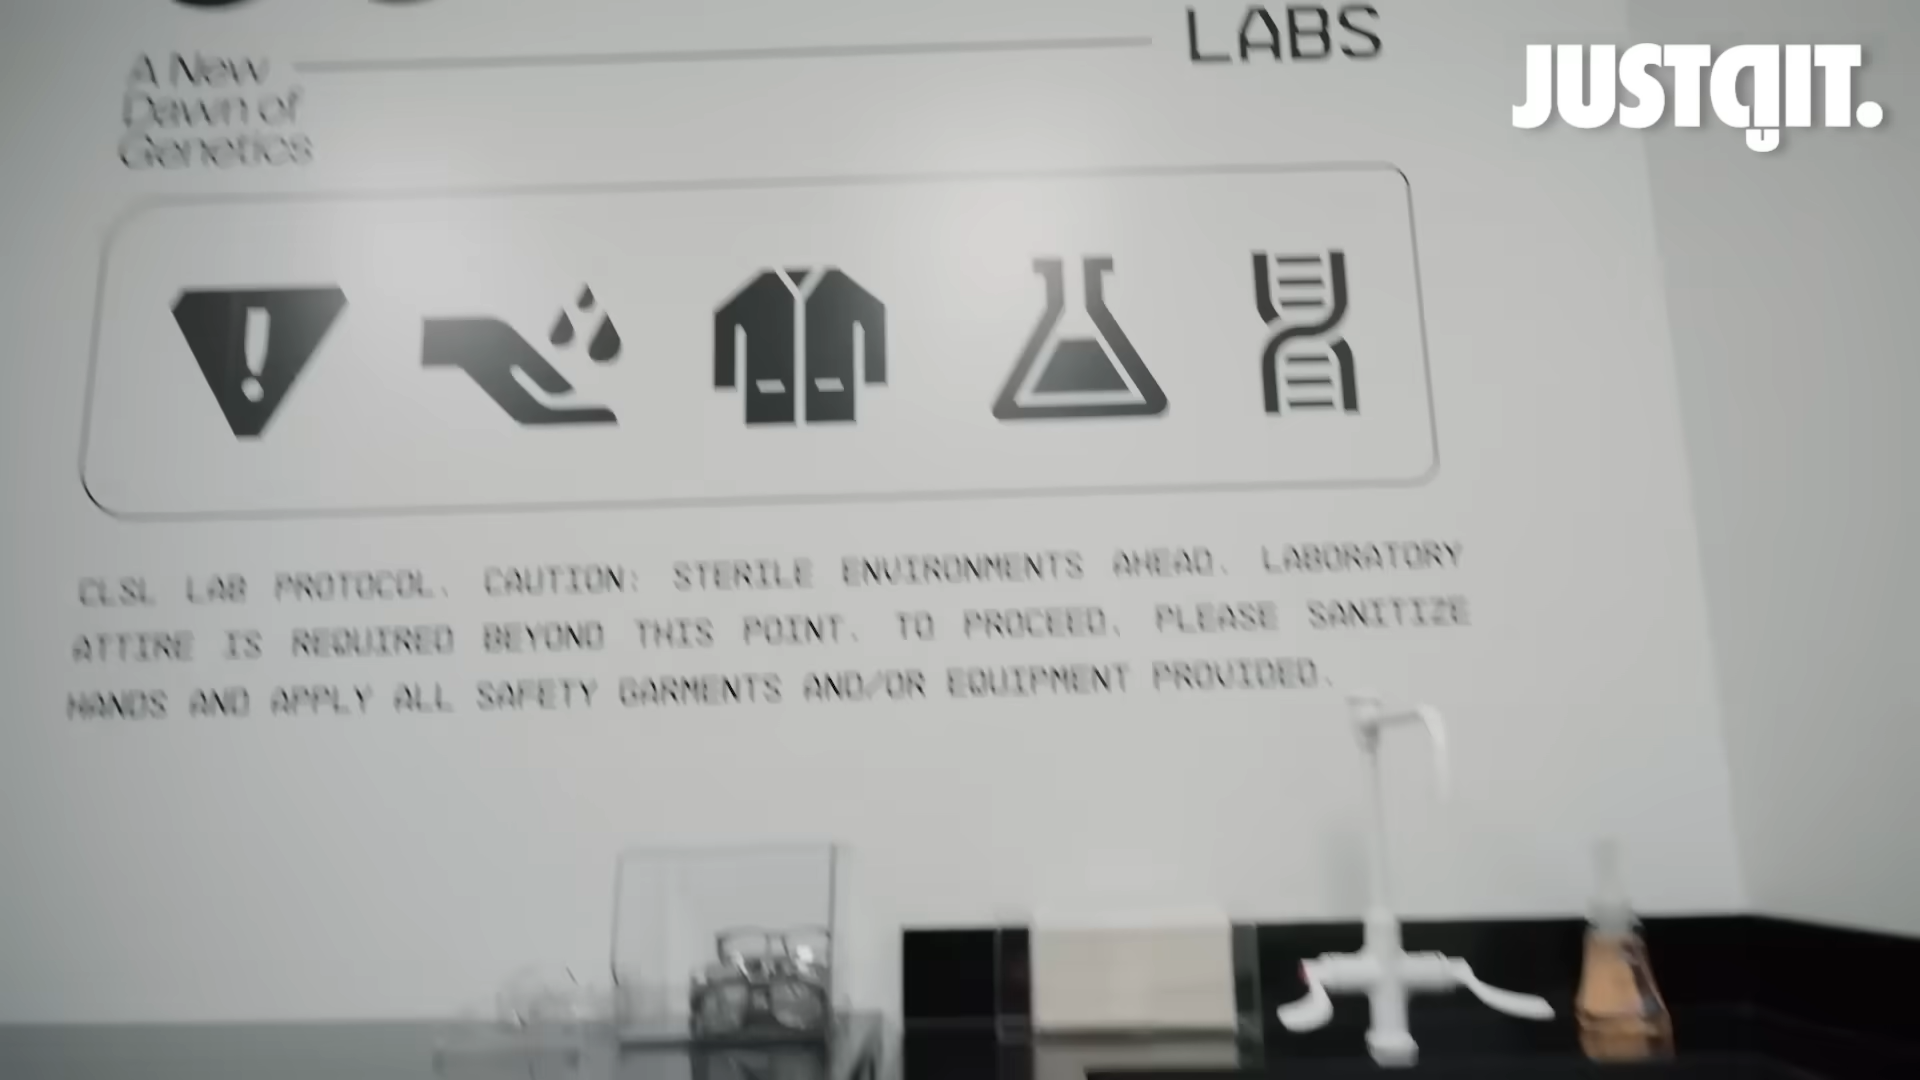 LABS
JUSTQIT.
A New
Dawn of
Genetics
CLSL LAB PROTOCOL. CAUTION: STERILE ENVIRONMENTS AHEAD. LABORATORY
ATTIRE IS REQUIRED BEYOND THIS POINT. TO PROCEED, PLEASE SANITIZE
HANDS AND APPLY ALL SAFETY GARMENTS AND/OR EQUIPMENT PROVIDED.